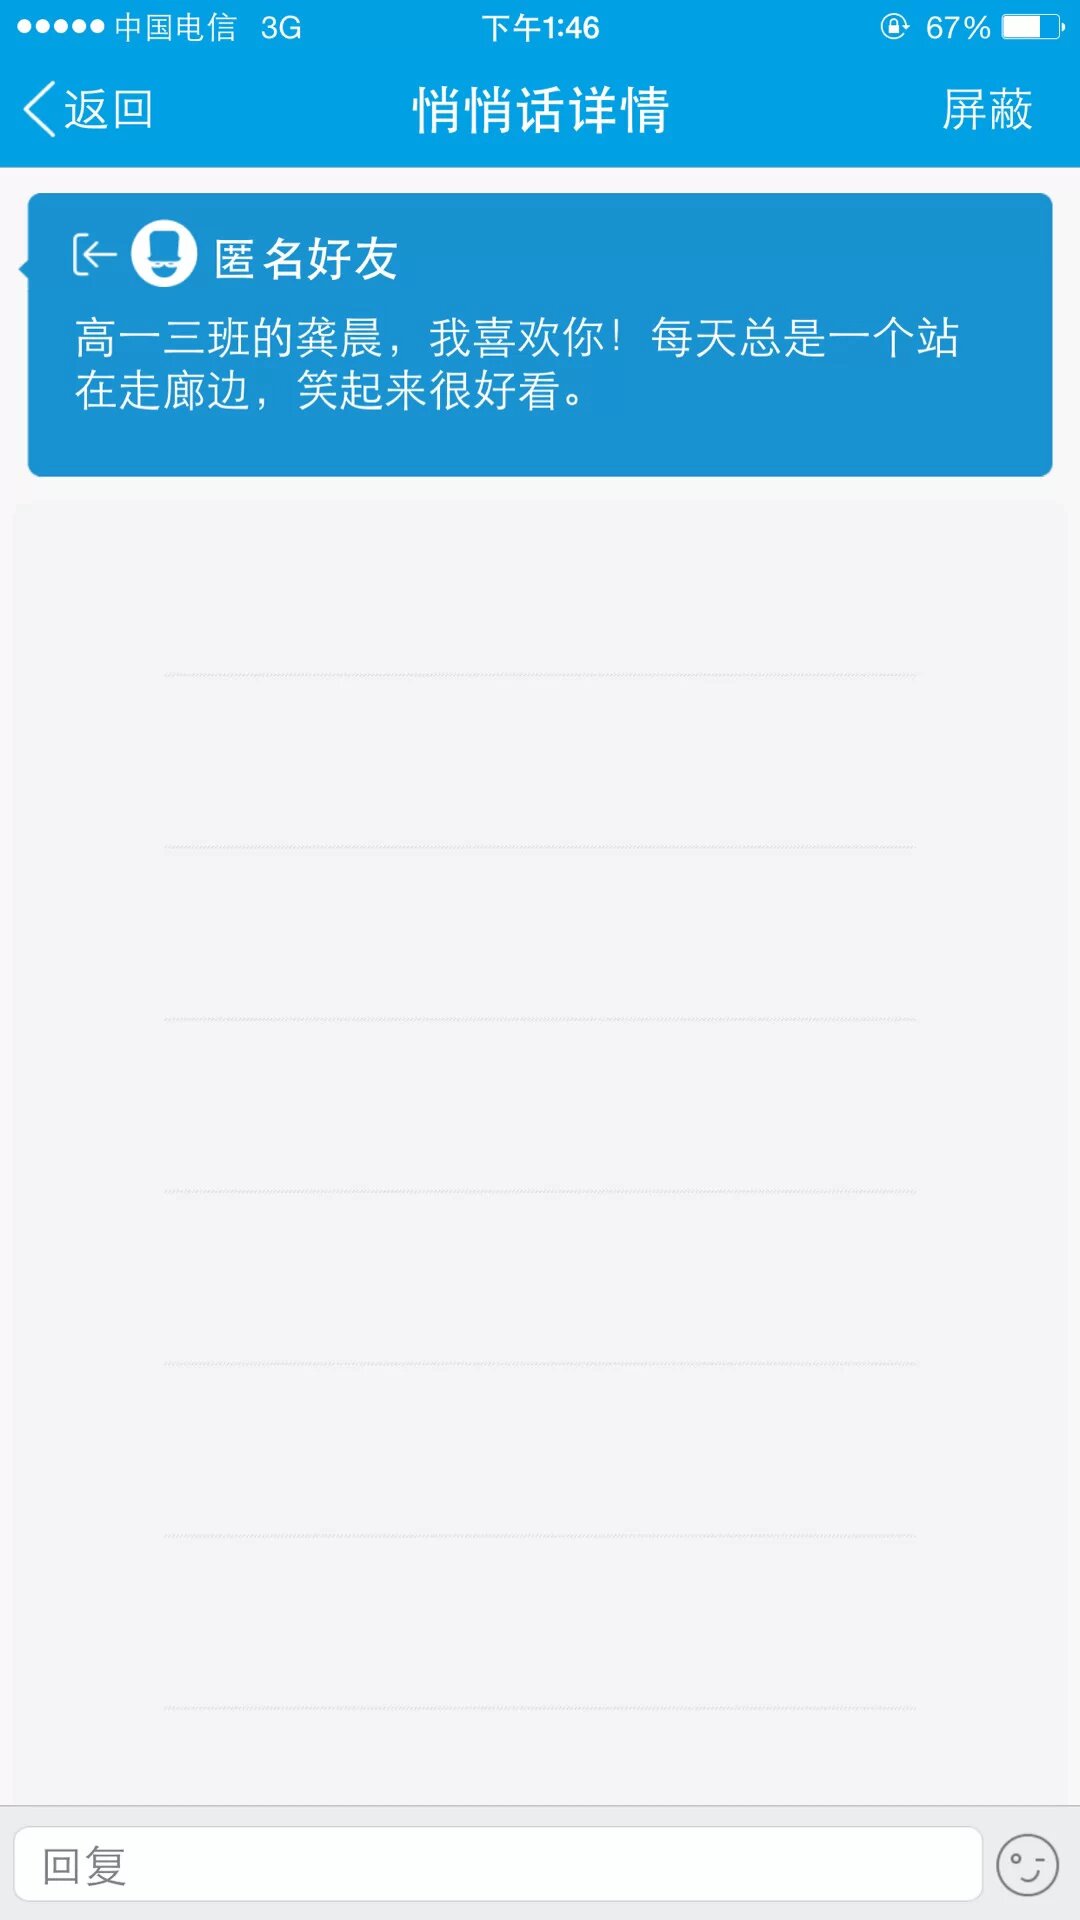 中国电信 3G 下午1:46 67%
返回 悄悄话详情 屏蔽
匿名好友
高一三班的龚晨，我喜欢你！每天总是一个站
在走廊边，笑起来很好看。
回复